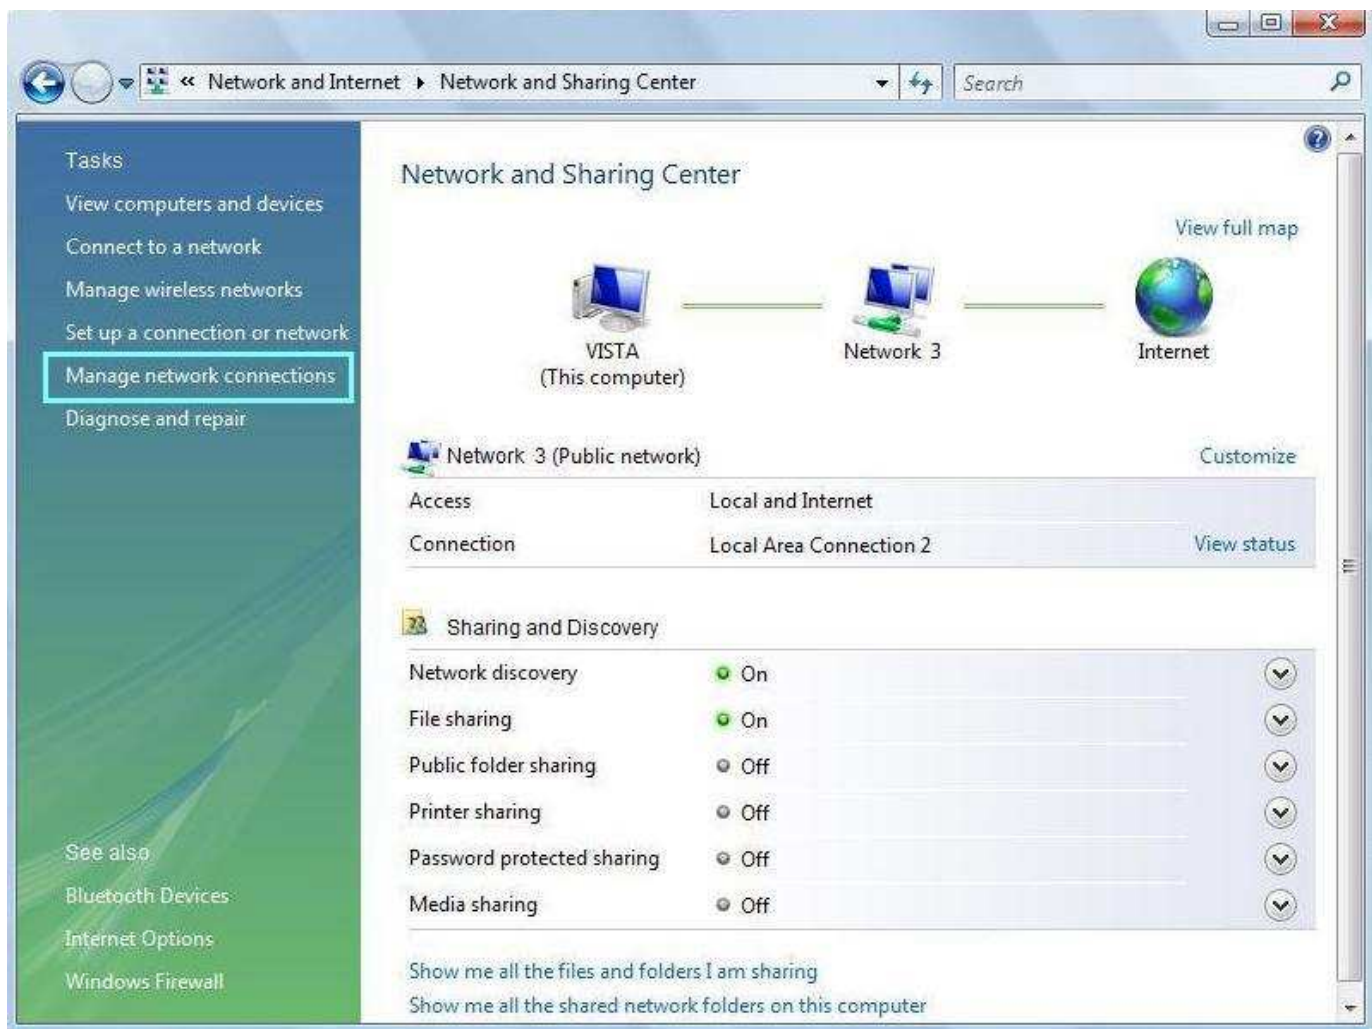 « Network and Internet ▸ Network and Sharing Center
Search
Tasks
View computers and devices
Connect to a network
Manage wireless networks
Set up a connection or network
Manage network connections
Diagnose and repair
See also
Bluetooth Devices
Internet Options
Windows Firewall
Network and Sharing Center
View full map
VISTA
(This computer)
Network 3
Internet
Network 3 (Public network) Customize
Access Local and Internet
Connection Local Area Connection 2 View status
Sharing and Discovery
Network discovery On
File sharing On
Public folder sharing Off
Printer sharing Off
Password protected sharing Off
Media sharing Off
Show me all the files and folders I am sharing
Show me all the shared network folders on this computer